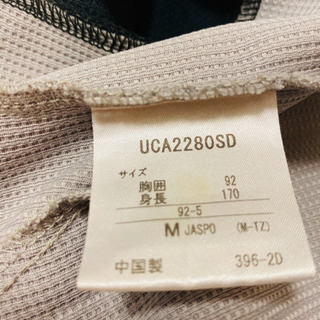 UCA2280SD
サイズ
胸囲 92
身長 170
92-5
M JASPO (M-TZ)
中国製 396-2D